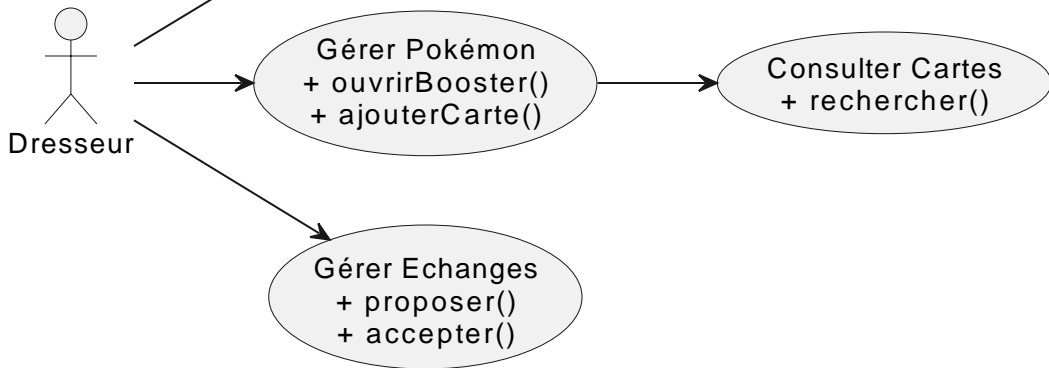 Dresseur
Gérer Pokémon
+ ouvrirBooster()
+ ajouterCarte()
Consulter Cartes
+ rechercher()
Gérer Echanges
+ proposer()
+ accepter()